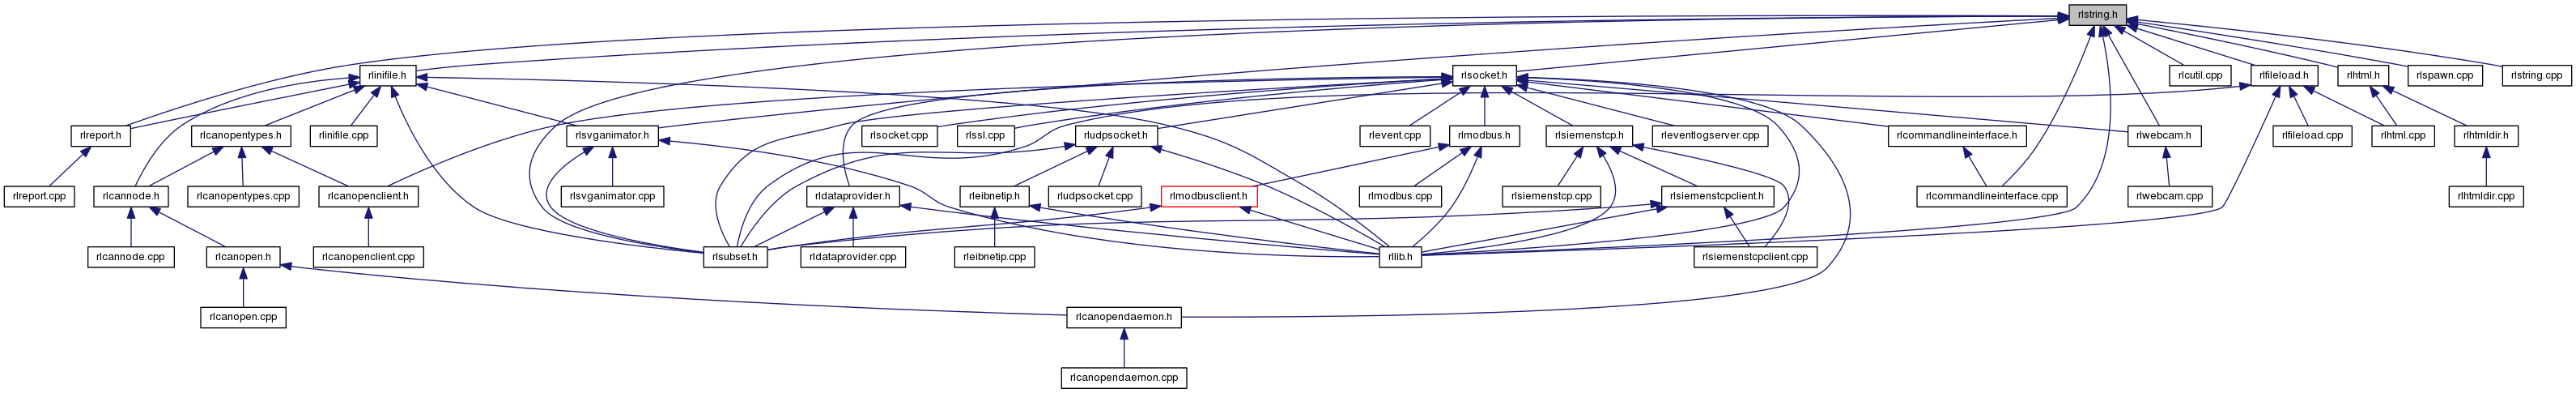 rlstring.h
rlinifile.h
rlsocket.h
rlcutil.cpp
rlfileload.h
rlhtml.h
rlspawn.cpp
rlstring.cpp
rlreport.h
rlcanopentypes.h
rlinifile.cpp
rlsvganimator.h
rlsocket.cpp
rlssl.cpp
rludpsocket.h
rlevent.cpp
rlmodbus.h
rlsiemenstcp.h
rleventlogserver.cpp
rlcommandlineinterface.h
rlwebcam.h
rlfileload.cpp
rlhtml.cpp
rlhtmldir.h
rlreport.cpp
rlcannode.h
rlcanopentypes.cpp
rlcanopenclient.h
rlsvganimator.cpp
rldataprovider.h
rleibnetip.h
rludpsocket.cpp
rlmodbusclient.h
rlmodbus.cpp
rlsiemenstcp.cpp
rlsiemenstcpclient.h
rlcommandlineinterface.cpp
rlwebcam.cpp
rlhtmldir.cpp
rlcannode.cpp
rlcanopen.h
rlcanopenclient.cpp
rlsubset.h
rldataprovider.cpp
rleibnetip.cpp
rllib.h
rlsiemenstcpclient.cpp
rlcanopen.cpp
rlcanopendaemon.h
rlcanopendaemon.cpp